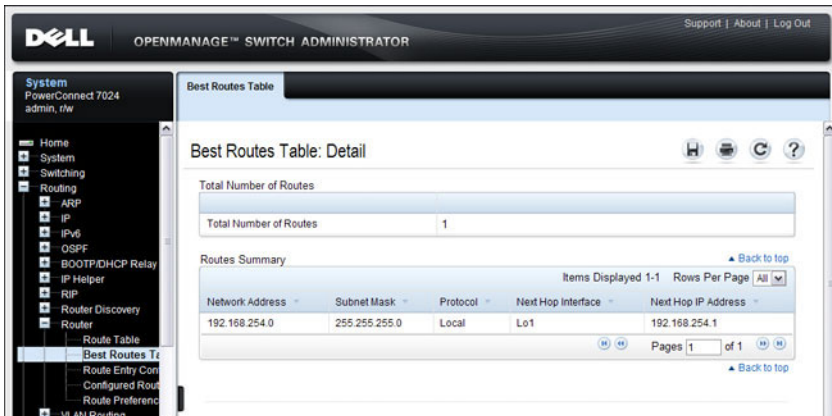 Support | About | Log Out
DELL OPENMANAGE™ SWITCH ADMINISTRATOR
System
PowerConnect 7024
admin, r/w
Best Routes Table
Home
System
Switching
Routing
ARP
IP
IPv6
OSPF
BOOTP/DHCP Relay
IP Helper
RIP
Router Discovery
Router
Route Table
Best Routes Ta
Route Entry Con
Configured Rout
Route Preferenc
VLAN Routing
Best Routes Table: Detail
Total Number of Routes
Total Number of Routes 1
Routes Summary Back to top
Items Displayed 1-1 Rows Per Page All
Network Address Subnet Mask Protocol Next Hop Interface Next Hop IP Address
192.168.254.0 255.255.255.0 Local Lo1 192.168.254.1
Pages 1 of 1
Back to top